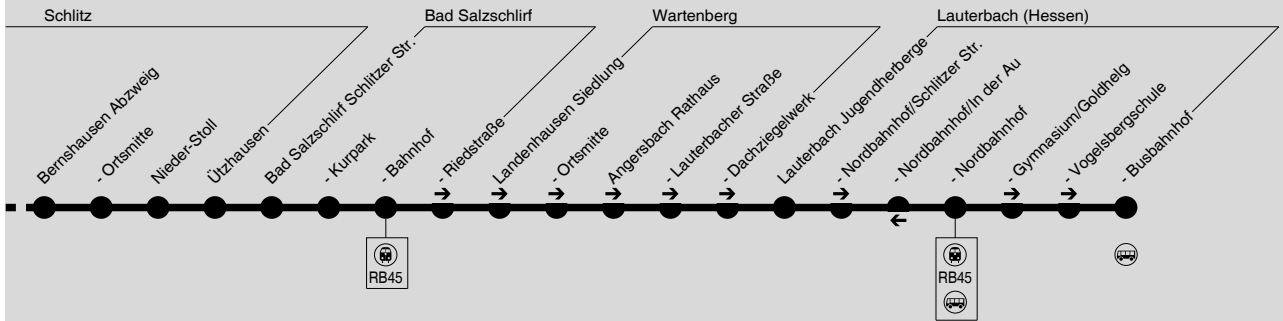 Schlitz
Bad Salzschlirf
Wartenberg
Lauterbach (Hessen)
Bernshausen Abzweig
- Ortsmitte
Nieder-Stoll
Ützhausen
Bad Salzschlirf Schlitzer Str.
- Kurpark
- Bahnhof
- Riedstraße
Landenhausen Siedlung
- Ortsmitte
Angersbach Rathaus
- Lauterbacher Straße
- Dachziegelwerk
Lauterbach Jugendherberge
- Nordbahnhof/Schlitzer Str.
- Nordbahnhof/In der Au
- Nordbahnhof
- Gymnasium/Goldhelg
- Vogelsbergschule
- Busbahnhof
RB45
RB45